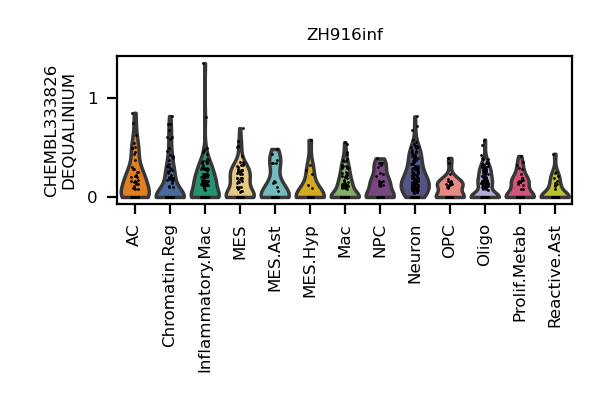 ZH916inf
CHEMBL333826
DEQUALINIUM
1
0
AC
Chromatin.Reg
Inflammatory.Mac
MES
MES.Ast
MES.Hyp
Mac
NPC
Neuron
OPC
Oligo
Prolif.Metab
Reactive.Ast